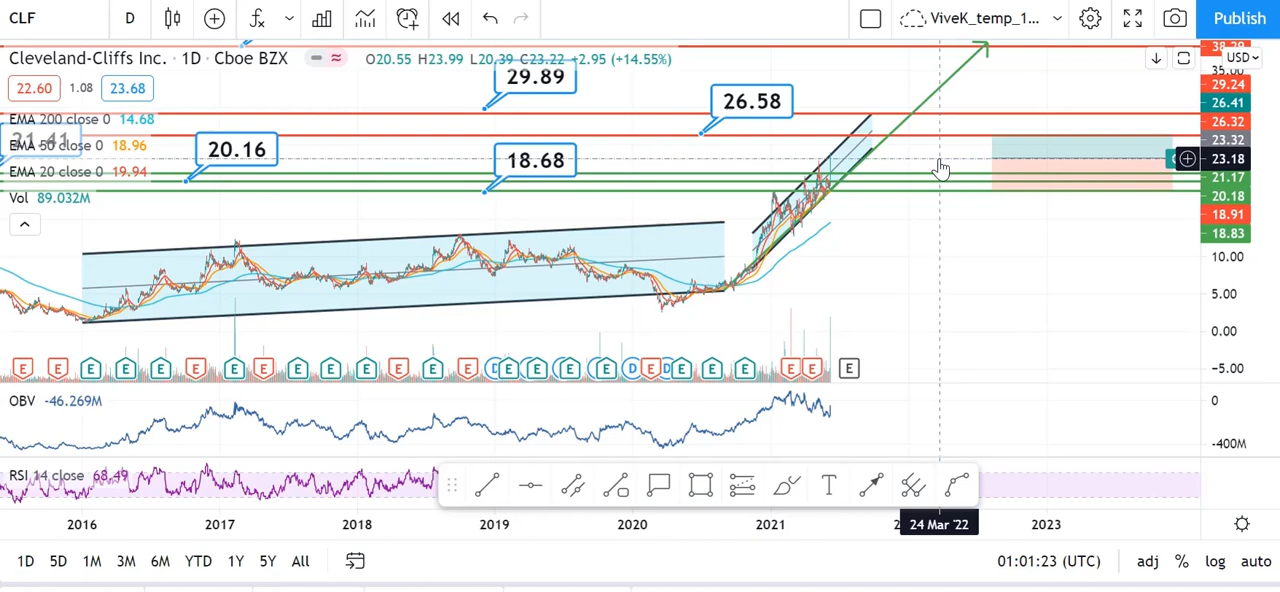 CLF D ViveK_temp_1... Publish
Cleveland-Cliffs Inc. · 1D · Cboe BZX O20.55 H23.99 L20.39 C23.22 +2.95 (+14.55%) USD
22.60 1.08 23.68
EMA 200 close 0 14.68
EMA 50 close 0 18.96
EMA 20 close 0 19.94
Vol 89.032M
21.41
20.16
29.89
18.68
26.58
38.29
35.00
29.24
26.41
26.32
23.32
23.18
21.17
20.18
18.91
18.83
10.00
5.00
0.00
−5.00
E E E E E E E E E E E E E E D E E E E D E D E E E E E E
OBV -46.269M
0
-400M
RSI 14 close 68.49
T
2016 2017 2018 2019 2020 2021 24 Mar '22 2023
1D 5D 1M 3M 6M YTD 1Y 5Y All 01:01:23 (UTC) adj % log auto